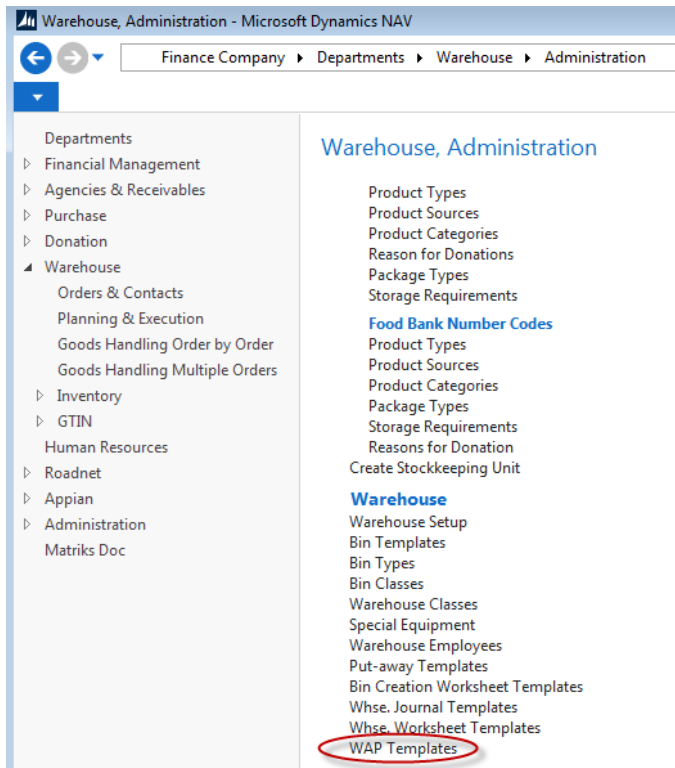 Warehouse, Administration - Microsoft Dynamics NAV
Finance Company Departments Warehouse Administration
Departments
Financial Management
Agencies & Receivables
Purchase
Donation
Warehouse
Orders & Contacts
Planning & Execution
Goods Handling Order by Order
Goods Handling Multiple Orders
Inventory
GTIN
Human Resources
Roadnet
Appian
Administration
Matriks Doc
Warehouse, Administration
Product Types
Product Sources
Product Categories
Reason for Donations
Package Types
Storage Requirements
Food Bank Number Codes
Product Types
Product Sources
Product Categories
Package Types
Storage Requirements
Reasons for Donation
Create Stockkeeping Unit
Warehouse
Warehouse Setup
Bin Templates
Bin Types
Bin Classes
Warehouse Classes
Special Equipment
Warehouse Employees
Put-away Templates
Bin Creation Worksheet Templates
Whse. Journal Templates
Whse. Worksheet Templates
WAP Templates